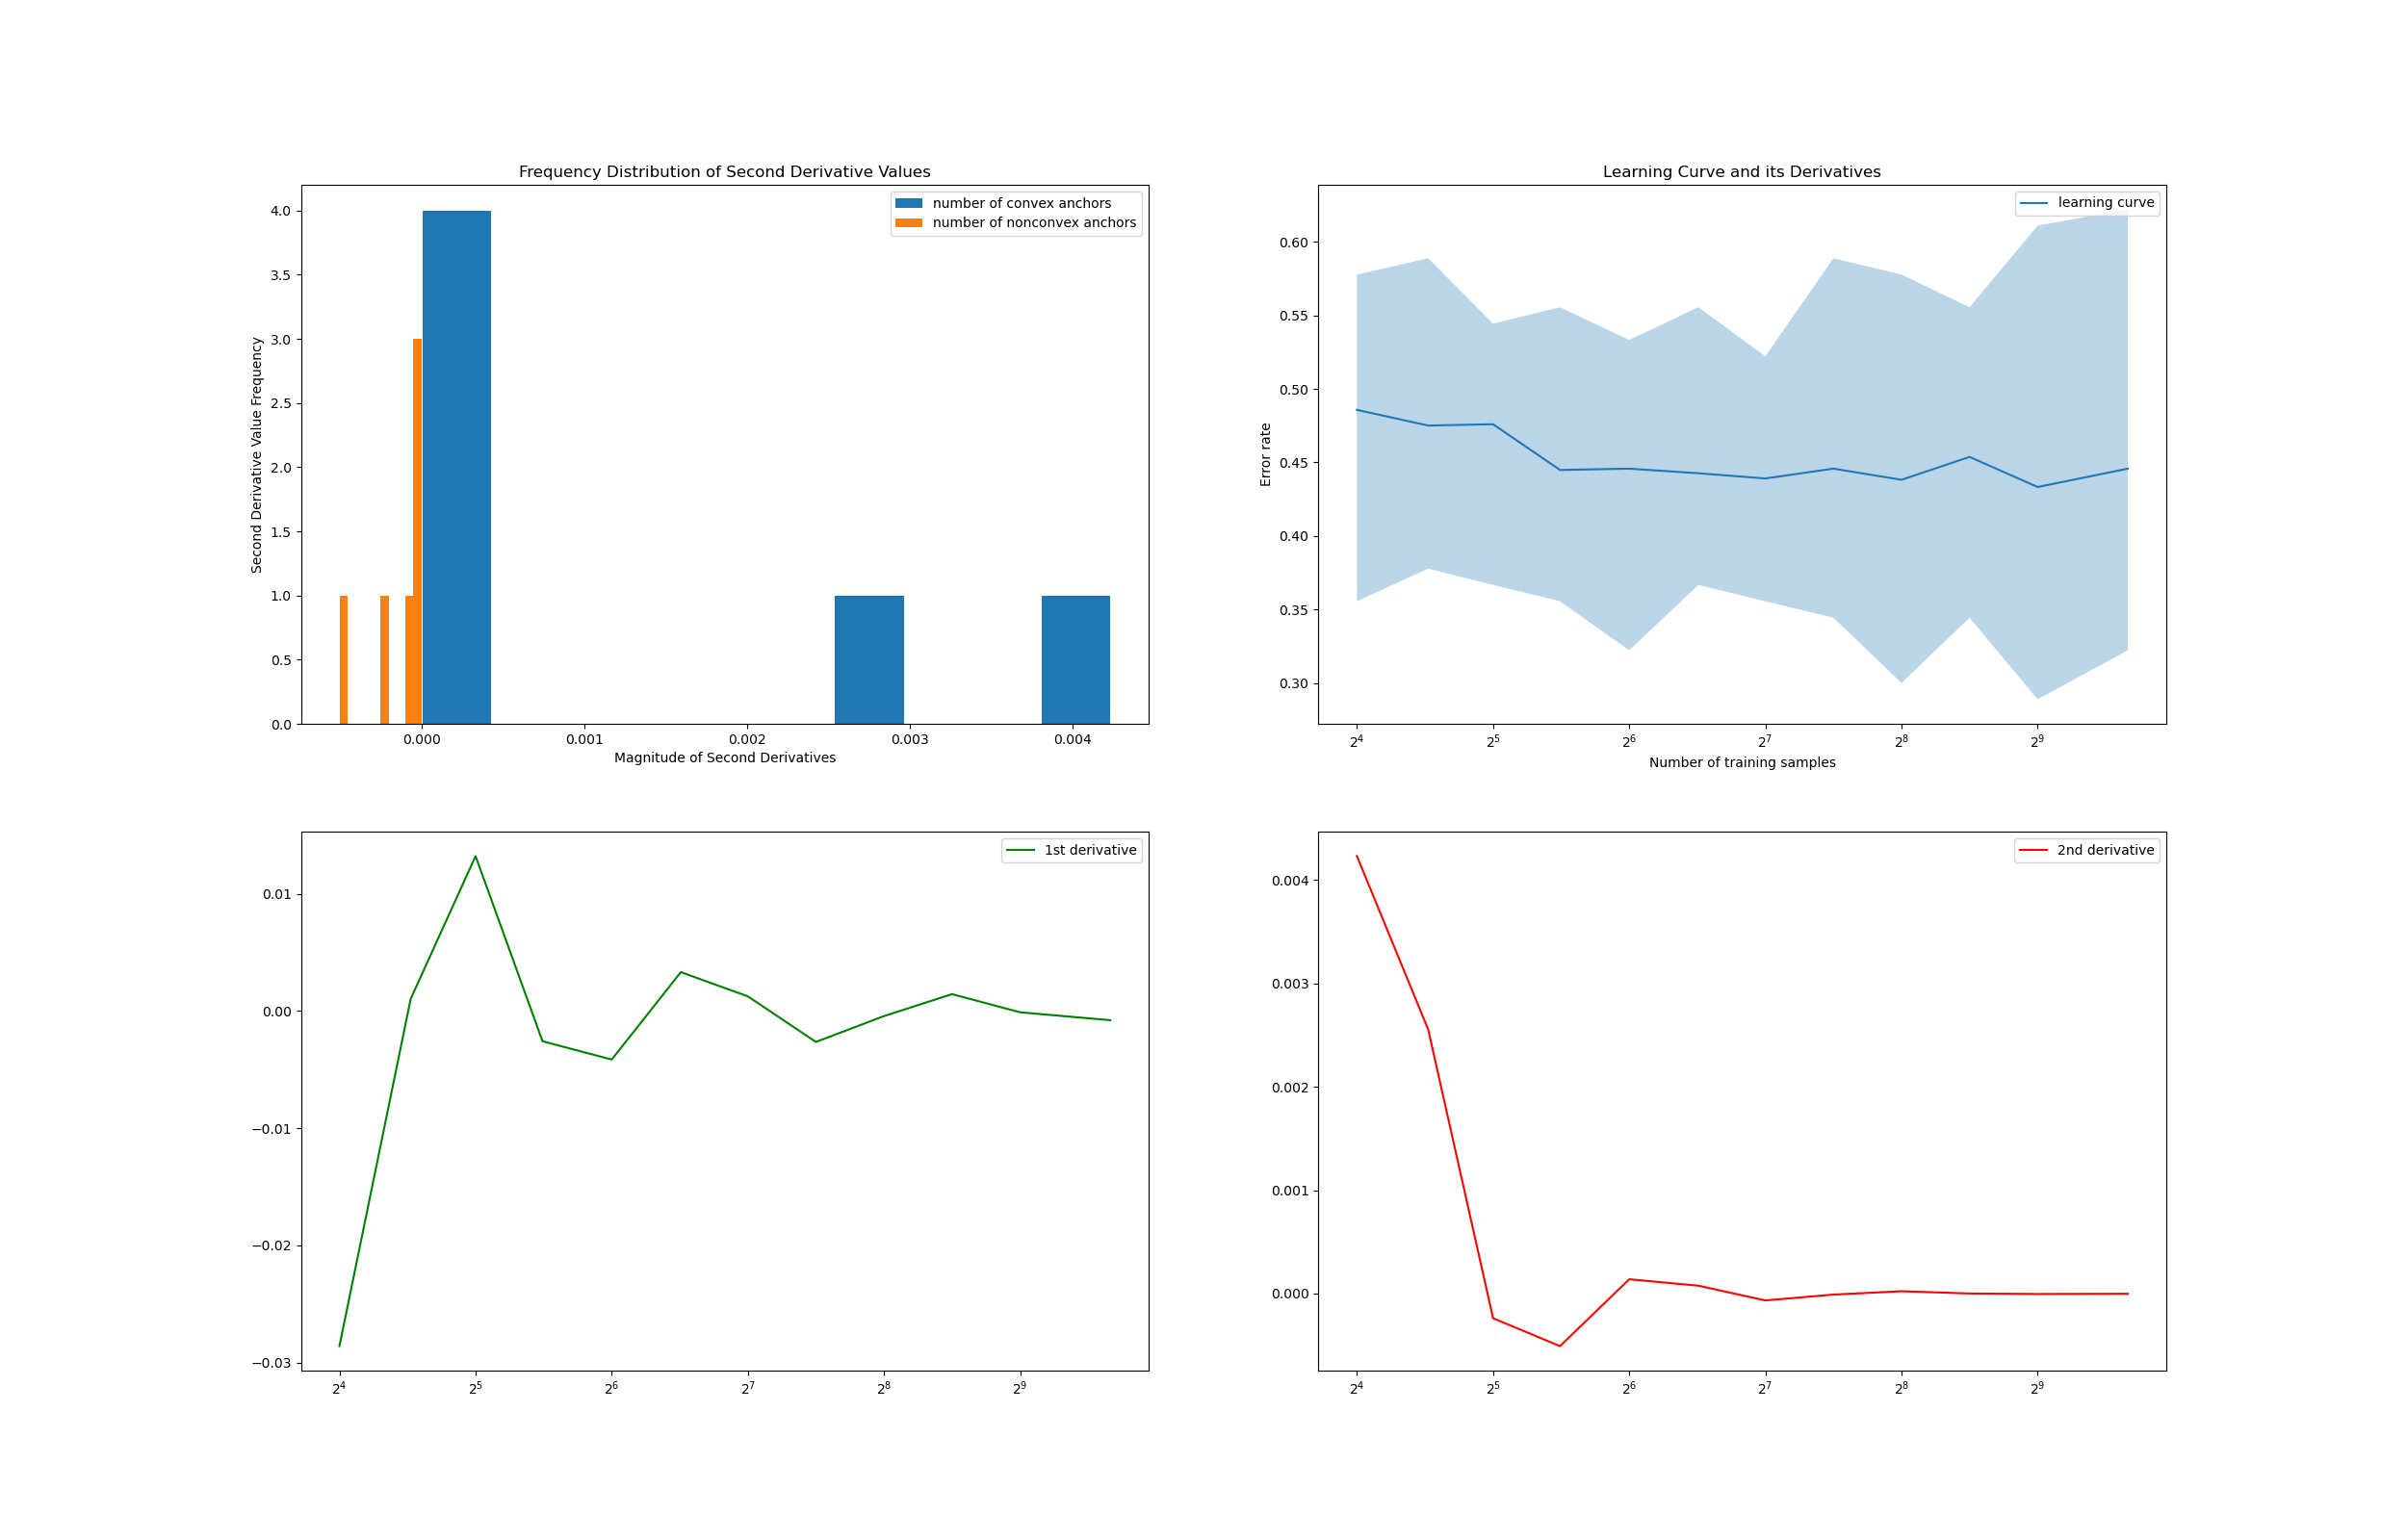 Frequency Distribution of Second Derivative Values
number of convex anchors
number of nonconvex anchors
Second Derivative Value Frequency
4.0
3.5
3.0
2.5
2.0
1.5
1.0
0.5
0.0
0.000 0.001 0.002 0.003 0.004
Magnitude of Second Derivatives
Learning Curve and its Derivatives
learning curve
Error rate
0.60
0.55
0.50
0.45
0.40
0.35
0.30
2⁴ 2⁵ 2⁶ 2⁷ 2⁸ 2⁹
Number of training samples
1st derivative
0.01
0.00
−0.01
−0.02
−0.03
2⁴ 2⁵ 2⁶ 2⁷ 2⁸ 2⁹
2nd derivative
0.004
0.003
0.002
0.001
0.000
2⁴ 2⁵ 2⁶ 2⁷ 2⁸ 2⁹